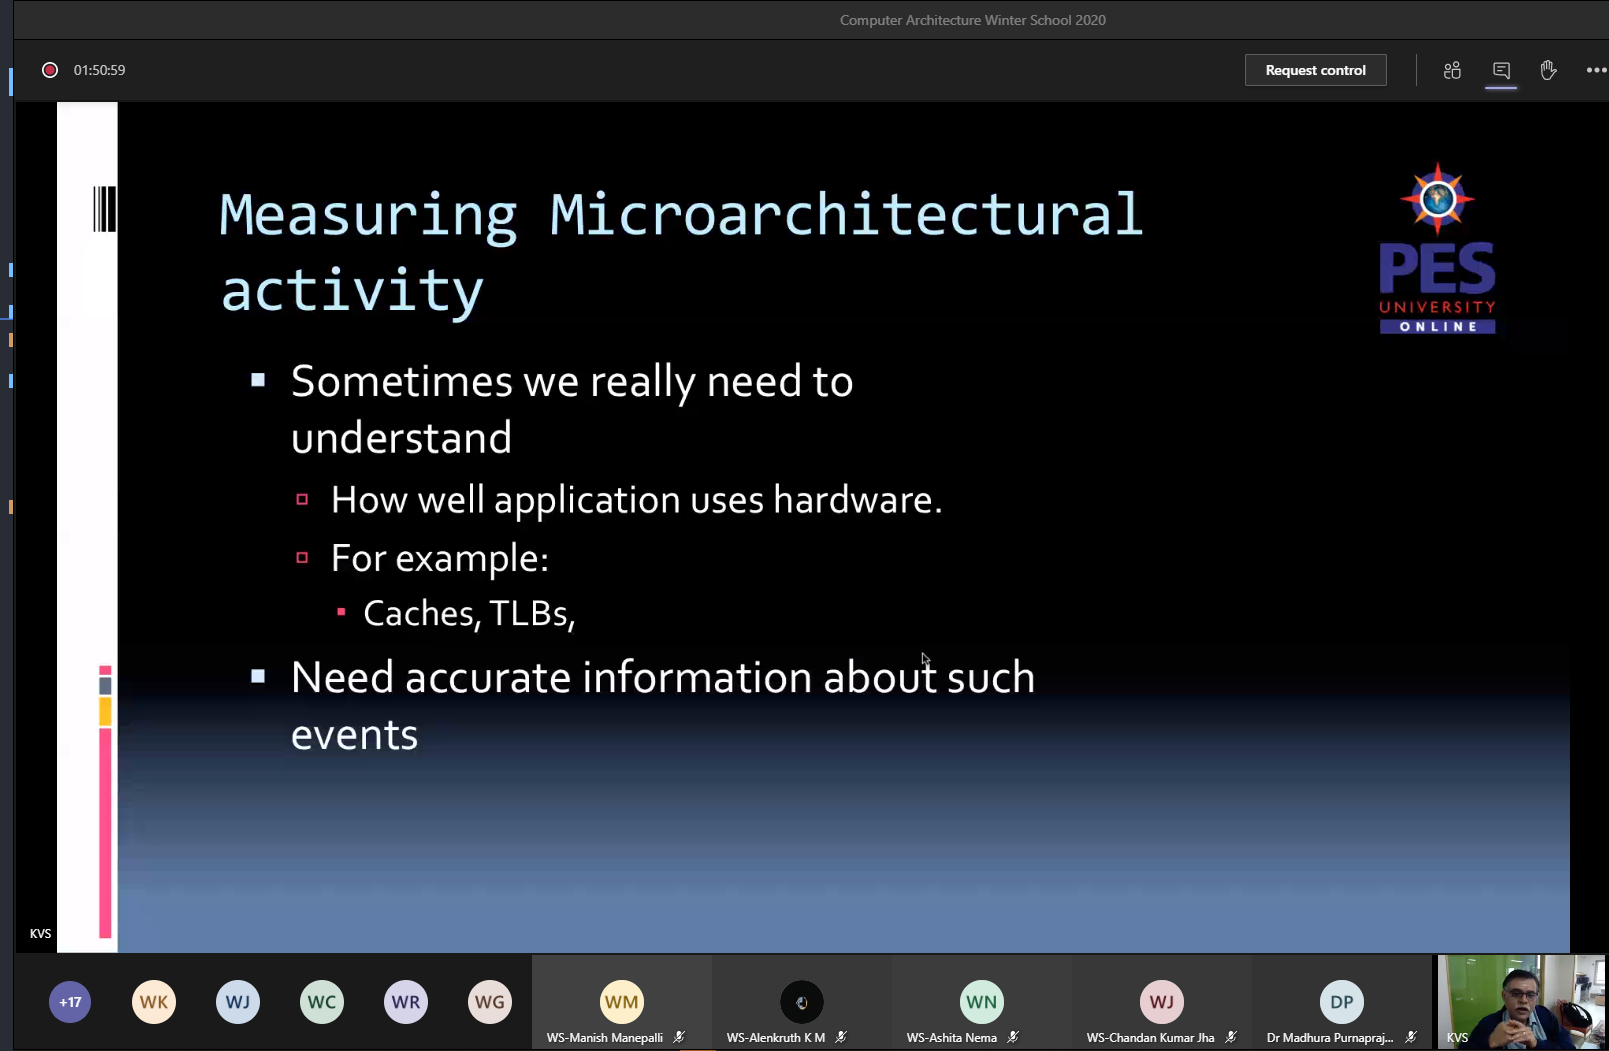 Computer Architecture Winter School 2020
01:50:59
Request control
Measuring Microarchitectural
activity
PES
UNIVERSITY
ONLINE
Sometimes we really need to
understand
How well application uses hardware.
For example:
Caches, TLBs,
Need accurate information about such
events
KVS
+17
WK
WJ
WC
WR
WG
WM
WN
WJ
DP
WS-Manish Manepalli
WS-Alenkruth K M
WS-Ashita Nema
WS-Chandan Kumar Jha
Dr Madhura Purnapraj...
KVS